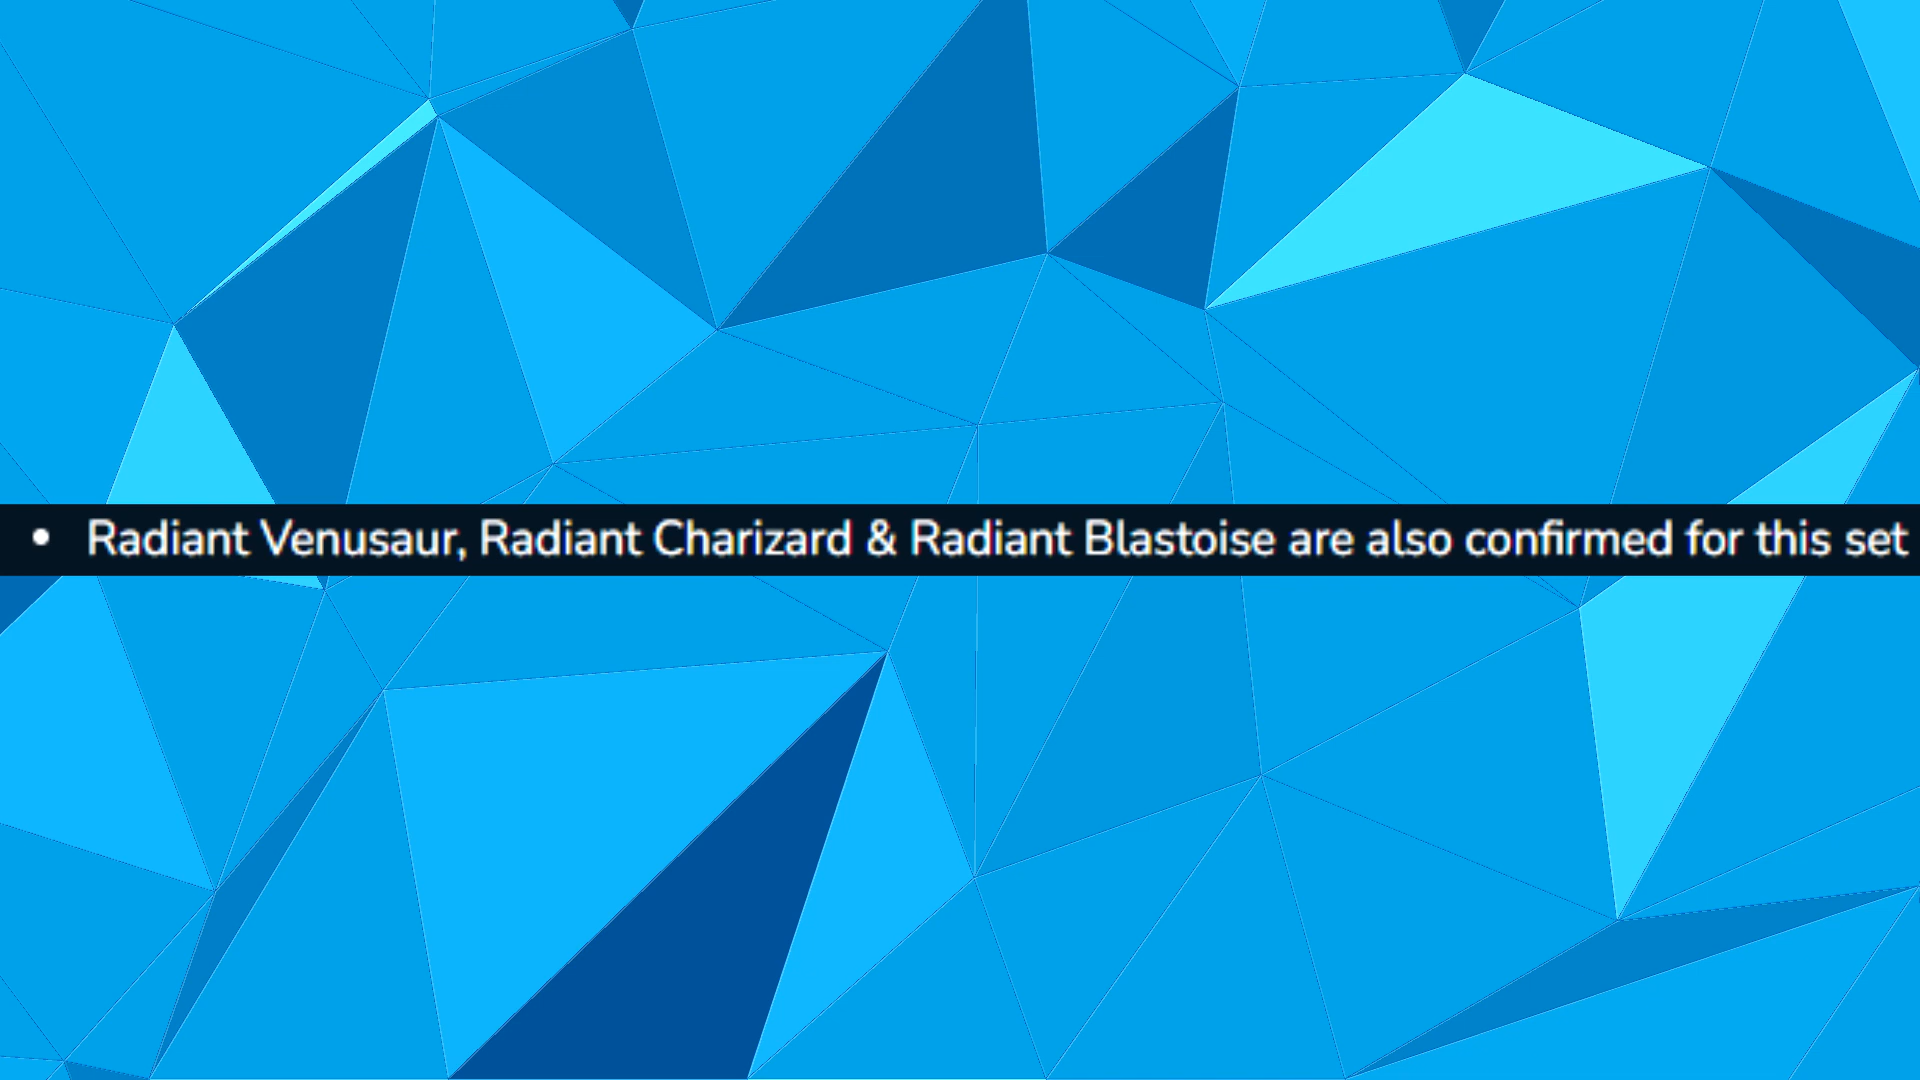 • Radiant Venusaur, Radiant Charizard & Radiant Blastoise are also confirmed for this set